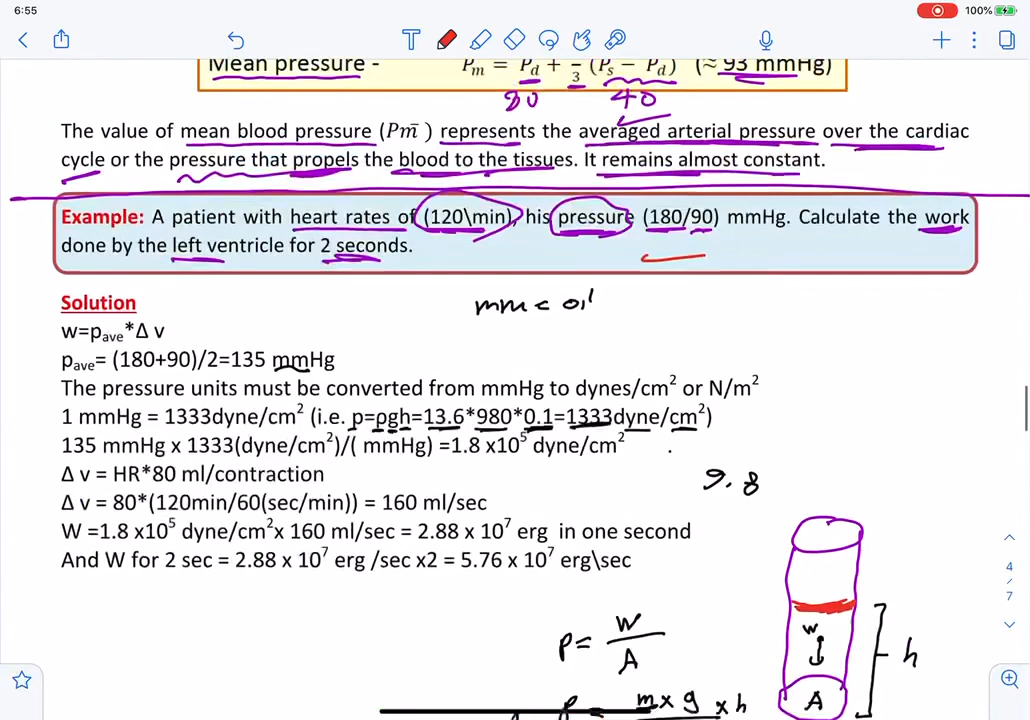 6:55
100%
Mean pressure - Pm = Pd + — 3 (Ps − Pd) (≈ 93 mmHg)
80 40
The value of mean blood pressure (Pm̄ ) represents the averaged arterial pressure over the cardiac
cycle or the pressure that propels the blood to the tissues. It remains almost constant.
Example: A patient with heart rates of (120\min), his pressure (180/90) mmHg. Calculate the work
done by the left ventricle for 2 seconds.
Solution
mm < 0.1
w=pave*Δ v
pave= (180+90)/2=135 mmHg
The pressure units must be converted from mmHg to dynes/cm² or N/m²
1 mmHg = 1333dyne/cm² (i.e. p=ρgh=13.6*980*0.1=1333dyne/cm²)
135 mmHg x 1333(dyne/cm²)/( mmHg) =1.8 x10⁵ dyne/cm²
Δ v = HR*80 ml/contraction
9.8
Δ v = 80*(120min/60(sec/min)) = 160 ml/sec
W =1.8 x10⁵ dyne/cm²x 160 ml/sec = 2.88 x 10⁷ erg in one second
And W for 2 sec = 2.88 x 10⁷ erg /sec x2 = 5.76 x 10⁷ erg\sec
4
/
7
P= W
A
w
h
A
m x g x h